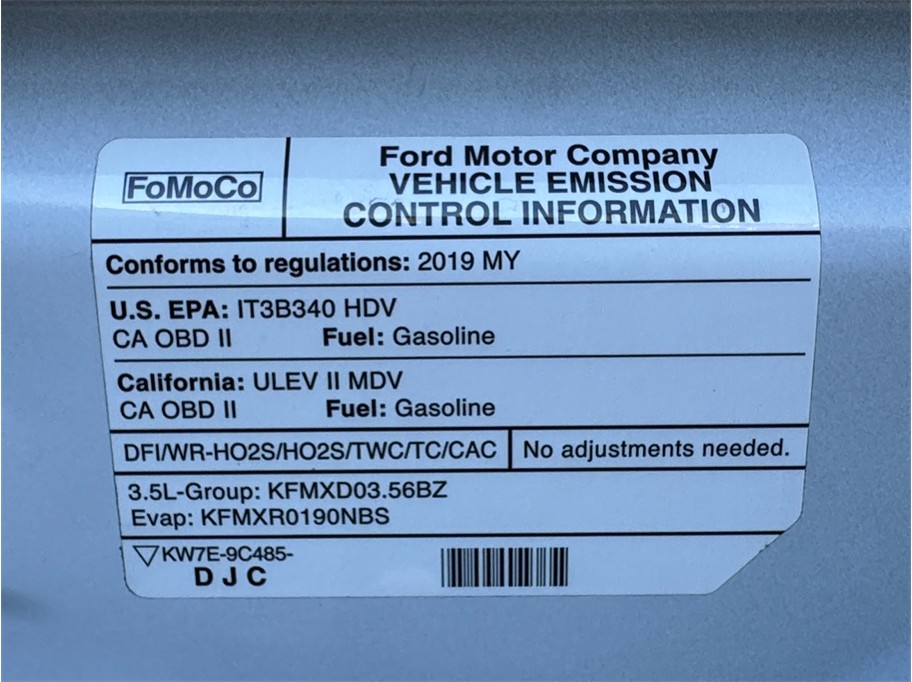 FoMoCo
Ford Motor Company
VEHICLE EMISSION
CONTROL INFORMATION
Conforms to regulations: 2019 MY
U.S. EPA: IT3B340 HDV
CA OBD II Fuel: Gasoline
California: ULEV II MDV
CA OBD II Fuel: Gasoline
DFI/WR-HO2S/HO2S/TWC/TC/CAC No adjustments needed.
3.5L-Group: KFMXD03.56BZ
Evap: KFMXR0190NBS
KW7E-9C485-
D J C